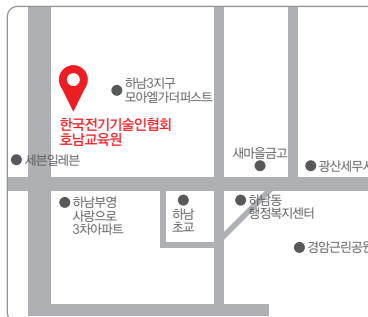 하남3지구
모아엘가더퍼스트
한국전기기술인협회
호남교육원
세븐일레븐
새마을금고
광산세무서
하남부영
사랑으로
3차아파트
하남
초교
하남동
행정복지센터
경암근린공원